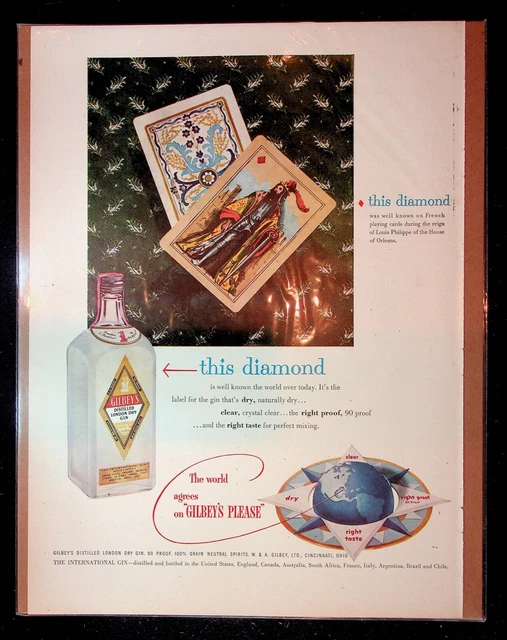 this diamond
was well known on French
playing cards during the reign
of Louis Philippe of the House
of Orleans.
GILBEY'S
DISTILLED
LONDON DRY
GIN
this diamond
is well known the world over today. It's the
label for the gin that's dry, naturally dry...
clear, crystal clear...the right proof, 90 proof
...and the right taste for perfect mixing.
The world
agrees
on "GILBEY'S PLEASE"
clear
dry
right proof
right
taste
GILBEY'S DISTILLED LONDON DRY GIN. 90 PROOF. 100% GRAIN NEUTRAL SPIRITS. W. & A. GILBEY, LTD., CINCINNATI, OHIO
THE INTERNATIONAL GIN—distilled and bottled in the United States, England, Canada, Australia, South Africa, France, Italy, Argentina, Brazil and Chile.